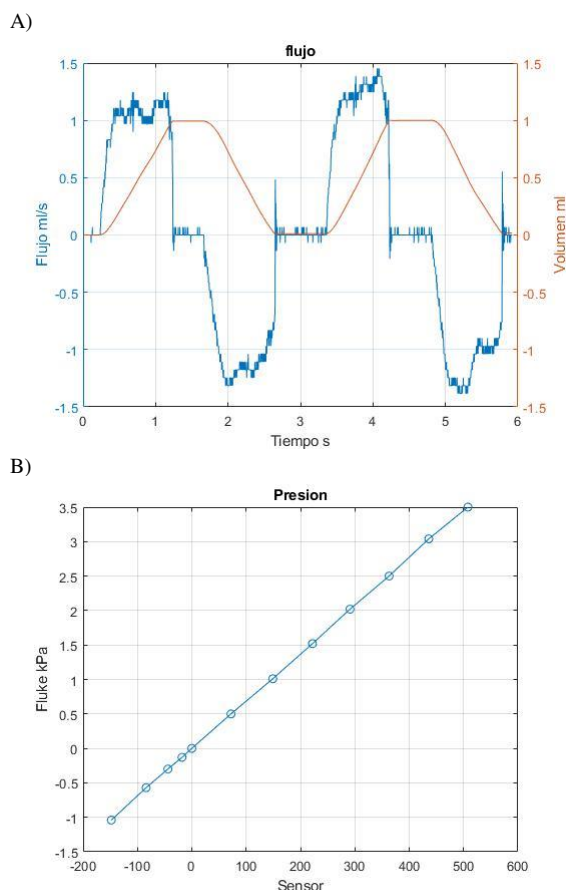 A)
flujo
1.5 1.5
1 1
0.5 0.5
Flujo ml/s
Volumen ml
0 0
-0.5 -0.5
-1 -1
-1.5 -1.5
0 1 2 3 4 5 6
Tiempo s
B)
Presion
3.5
3
2.5
2
1.5
Fluke kPa
1
0.5
0
-0.5
-1
-1.5
-200 -100 0 100 200 300 400 500 600
Sensor